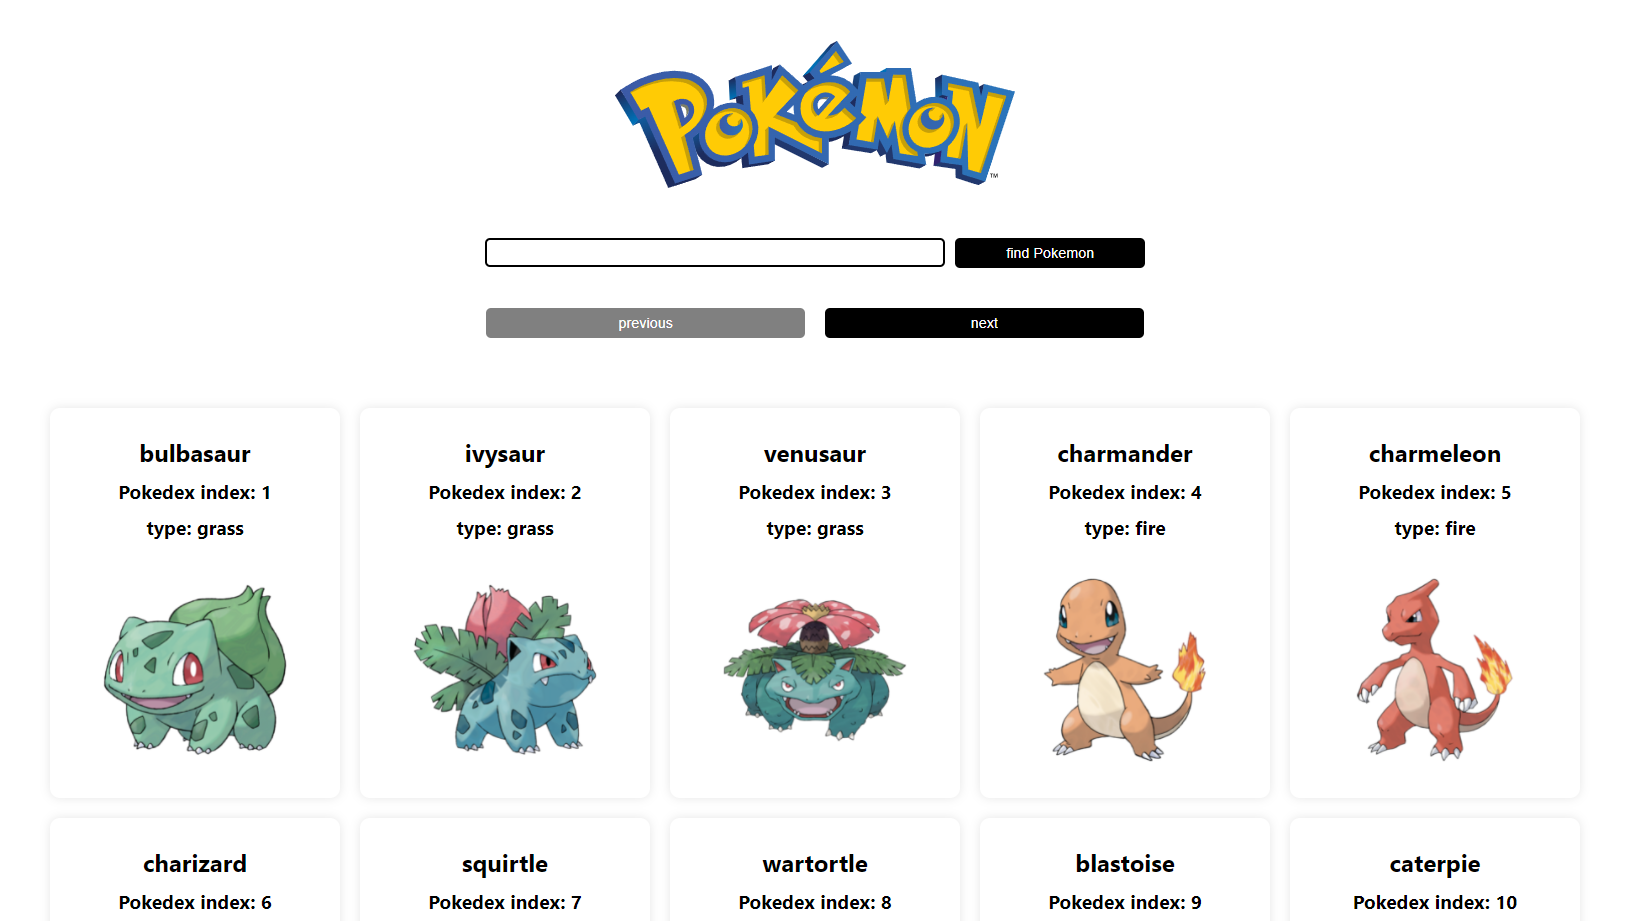 POKéMON
™
find Pokemon
previous
next
bulbasaur
Pokedex index: 1
type: grass
ivysaur
Pokedex index: 2
type: grass
venusaur
Pokedex index: 3
type: grass
charmander
Pokedex index: 4
type: fire
charmeleon
Pokedex index: 5
type: fire
charizard
Pokedex index: 6
squirtle
Pokedex index: 7
wartortle
Pokedex index: 8
blastoise
Pokedex index: 9
caterpie
Pokedex index: 10